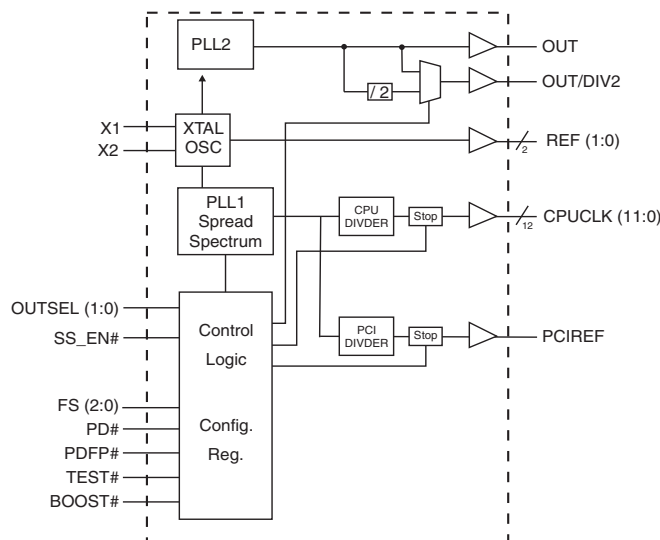 PLL2
OUT
/ 2
OUT/DIV2
X1
X2
XTAL
OSC
2
REF (1:0)
PLL1
Spread
Spectrum
CPU
DIVDER
Stop
12
CPUCLK (11:0)
OUTSEL (1:0)
SS_EN#
Control
Logic
PCI
DIVDER
Stop
PCIREF
FS (2:0)
PD#
PDFP#
TEST#
BOOST#
Config.
Reg.